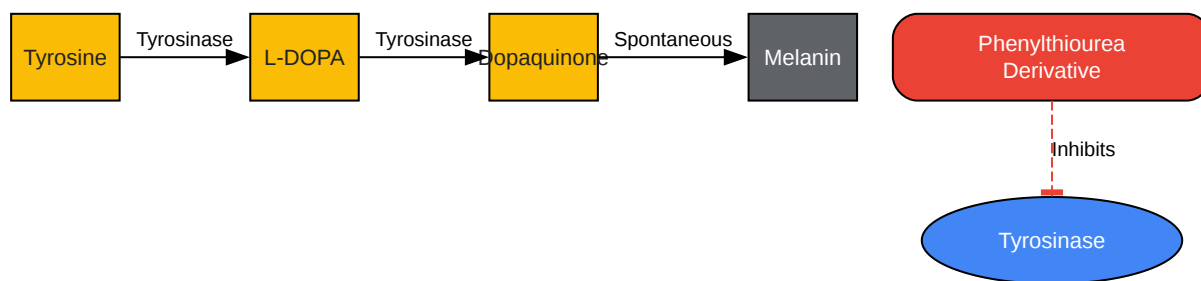 Tyrosine
Tyrosinase
L-DOPA
Tyrosinase
Dopaquinone
Spontaneous
Melanin
Phenylthiourea
Derivative
Inhibits
Tyrosinase